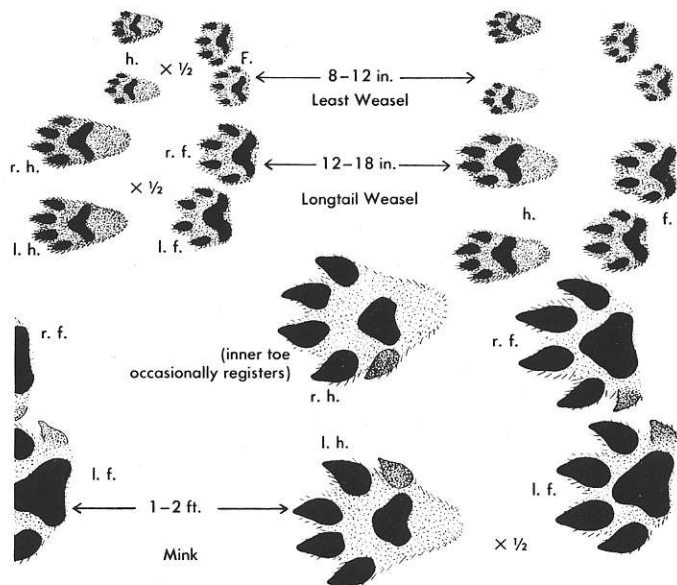 h.
× ½
F.
8–12 in.
Least Weasel
r. h.
r. f.
× ½
12–18 in.
Longtail Weasel
l. h.
l. f.
h.
f.
r. f.
(inner toe
occasionally registers)
r. h.
r. f.
l. h.
l. f.
l. f.
1–2 ft.
Mink
× ½